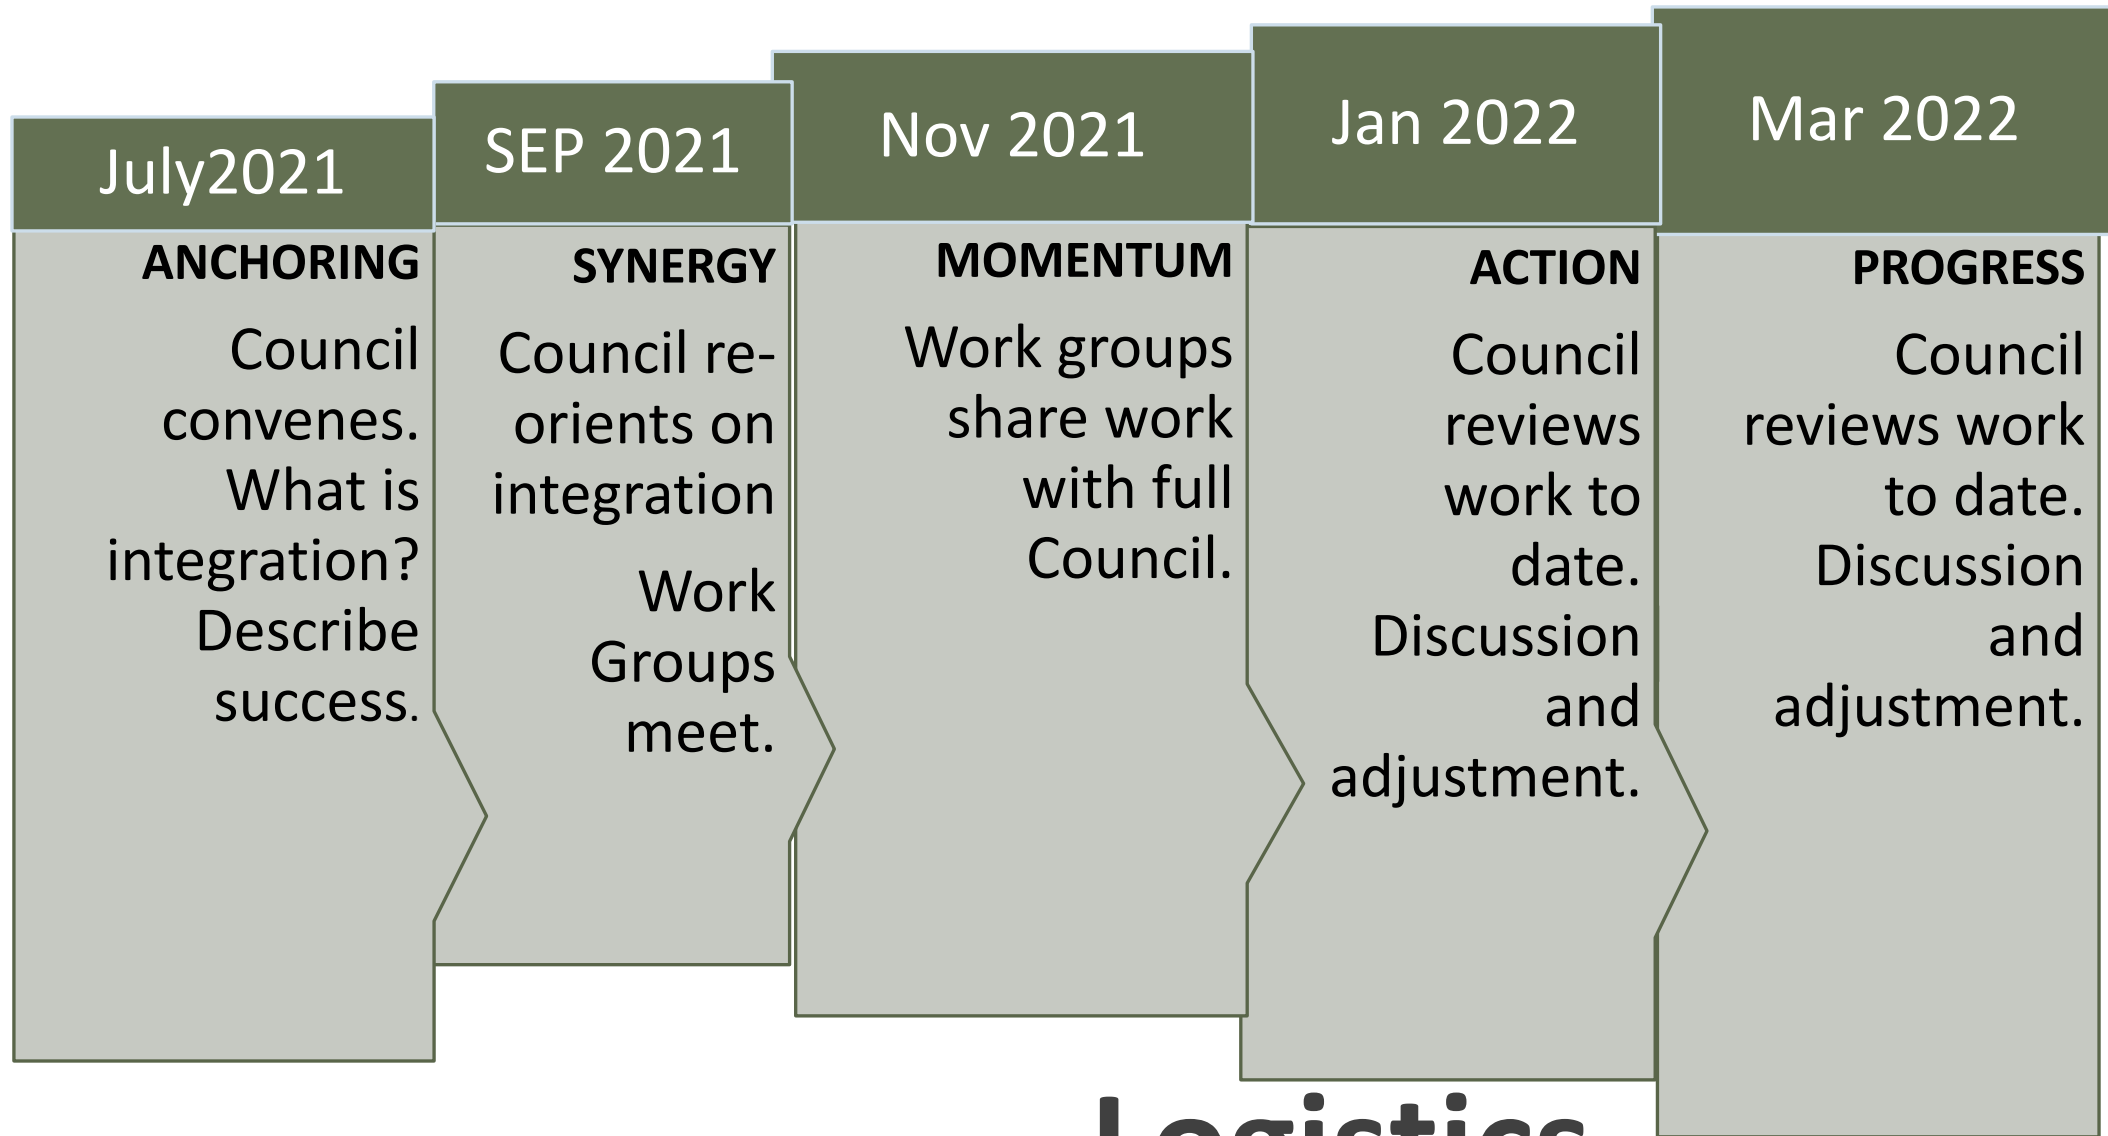 July2021
ANCHORING
Council
convenes.
What is
integration?
Describe
success.
SEP 2021
SYNERGY
Council re-
orients on
integration
Work
Groups
meet.
Nov 2021
MOMENTUM
Work groups
share work
with full
Council.
Jan 2022
ACTION
Council
reviews
work to
date.
Discussion
and
adjustment.
Mar 2022
PROGRESS
Council
reviews work
to date.
Discussion
and
adjustment.
Logistics